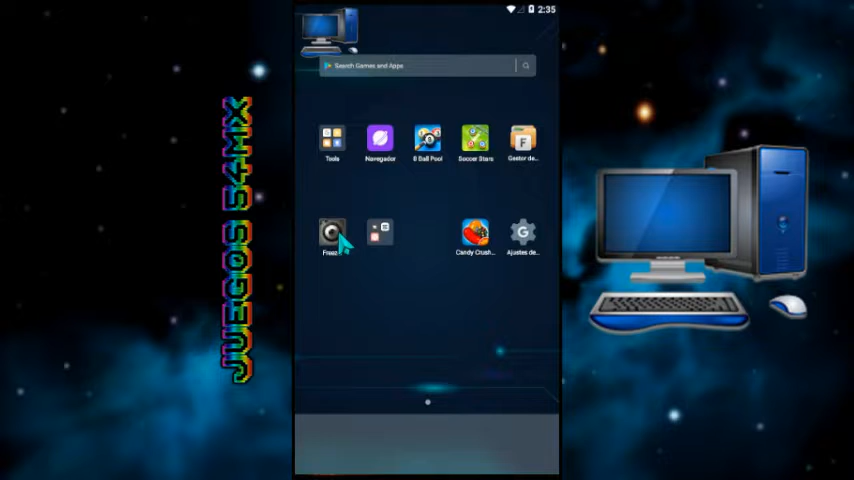 2:35
Search Games and Apps
JUEGOS 54MX
Tools
Navegador
8 Ball Pool
Soccer Stars
Gestor de...
F
Candy Crush...
Ajustes de...
G